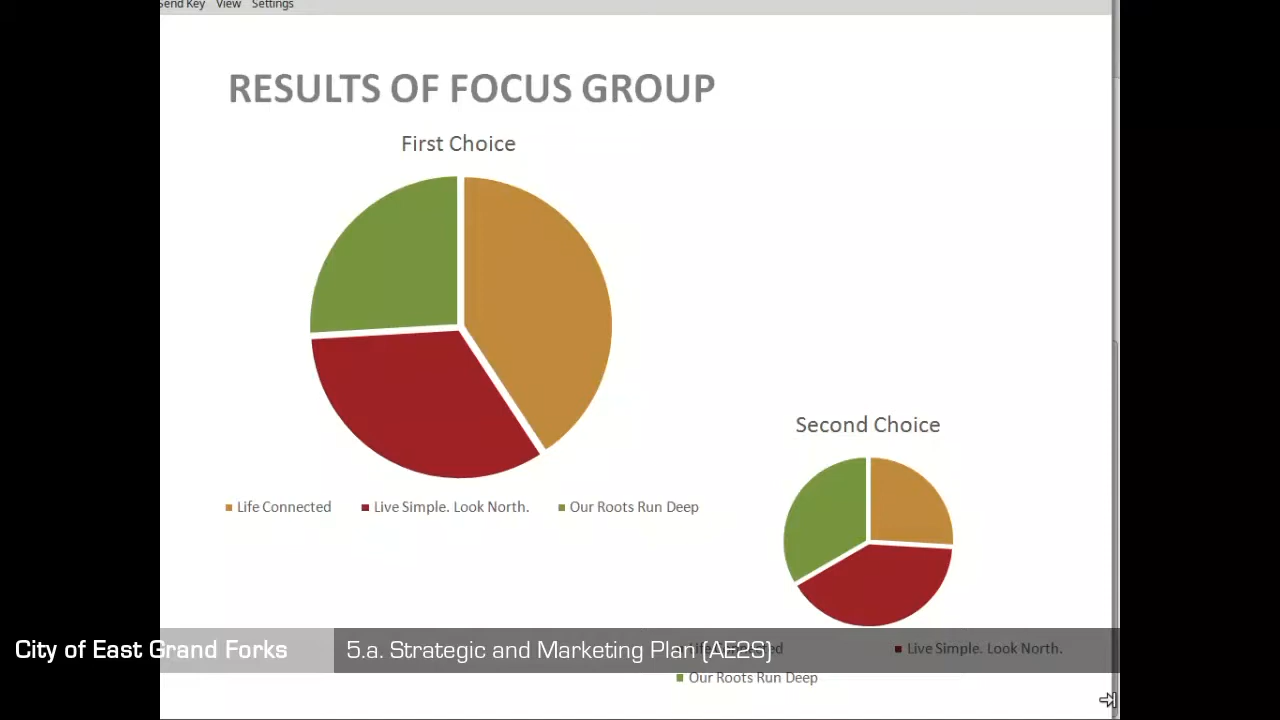 Send Key View Settings
RESULTS OF FOCUS GROUP
First Choice
Second Choice
Life Connected Live Simple. Look North. Our Roots Run Deep
City of East Grand Forks 5.a. Strategic and Marketing Plan (AE2S)
Live Simple. Look North.
Our Roots Run Deep